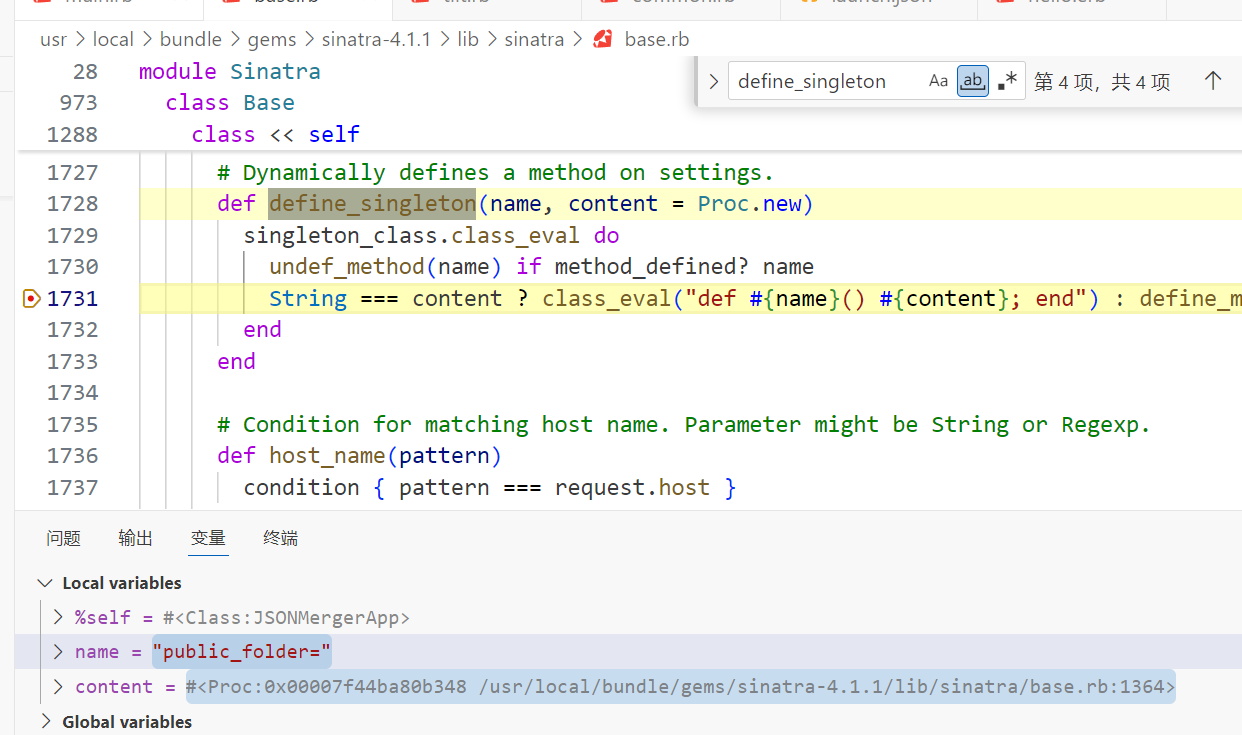 usr > local > bundle > gems > sinatra-4.1.1 > lib > sinatra > base.rb
28 module Sinatra
973 class Base
1288 class << self
define_singleton Aa ab .* 第 4 项，共 4 项
1727 # Dynamically defines a method on settings.
1728 def define_singleton(name, content = Proc.new)
1729 singleton_class.class_eval do
1730 undef_method(name) if method_defined? name
1731 String === content ? class_eval("def #{name}() #{content}; end") : define_m
1732 end
1733 end
1734
1735 # Condition for matching host name. Parameter might be String or Regexp.
1736 def host_name(pattern)
1737 condition { pattern === request.host }
问题 输出 变量 终端
Local variables
%self = #<Class:JSONMergerApp>
name = "public_folder="
content = #<Proc:0x00007f44ba80b348 /usr/local/bundle/gems/sinatra-4.1.1/lib/sinatra/base.rb:1364>
Global variables